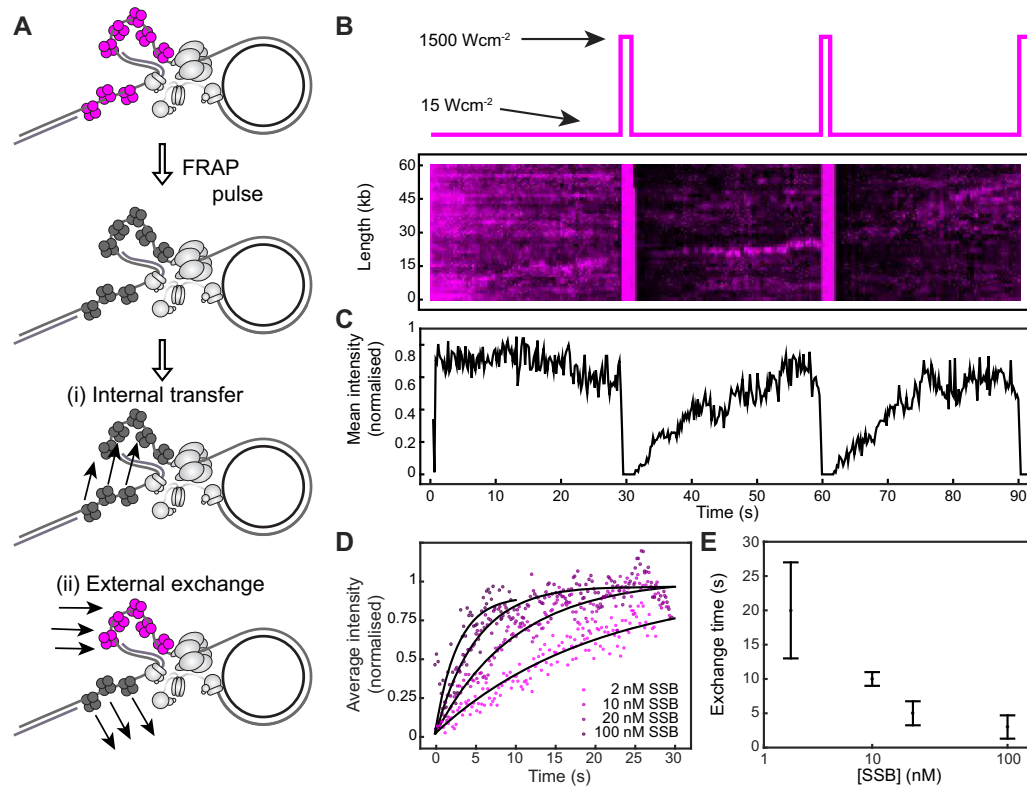 A
FRAP
pulse
(i) Internal transfer
(ii) External exchange
B
1500 Wcm-2
15 Wcm-2
Length (kb)
60
45
30
15
0
C
Mean intensity
(normalised)
1
0.8
0.6
0.4
0.2
0
0 10 20 30 40 50 60 70 80 90
Time (s)
D
Average intensity
(normalised)
1
0.75
0.5
0.25
0
2 nM SSB
10 nM SSB
20 nM SSB
100 nM SSB
0 5 10 15 20 25 30
Time (s)
E
Exchange time (s)
30
25
20
15
10
5
0
1 10 100
[SSB] (nM)